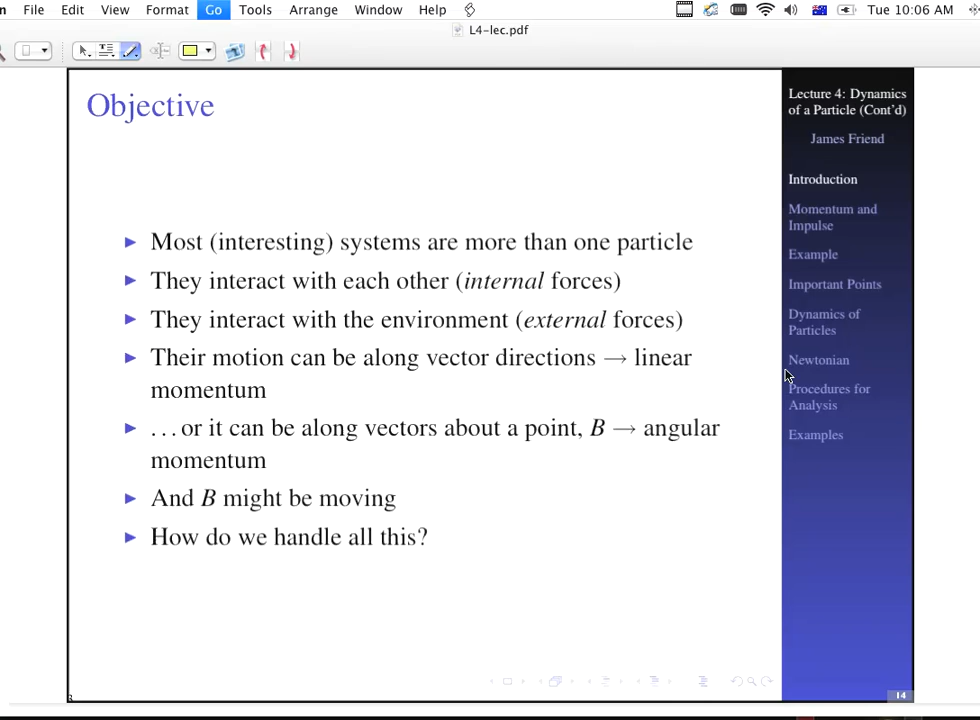 File Edit View Format Go Tools Arrange Window Help Tue 10:06 AM
L4-lec.pdf
Objective
Most (interesting) systems are more than one particle
They interact with each other (internal forces)
They interact with the environment (external forces)
Their motion can be along vector directions → linear
momentum
...or it can be along vectors about a point, B → angular
momentum
And B might be moving
How do we handle all this?
Lecture 4: Dynamics
of a Particle (Cont'd)
James Friend
Introduction
Momentum and
Impulse
Example
Important Points
Dynamics of
Particles
Newtonian
Procedures for
Analysis
Examples
14